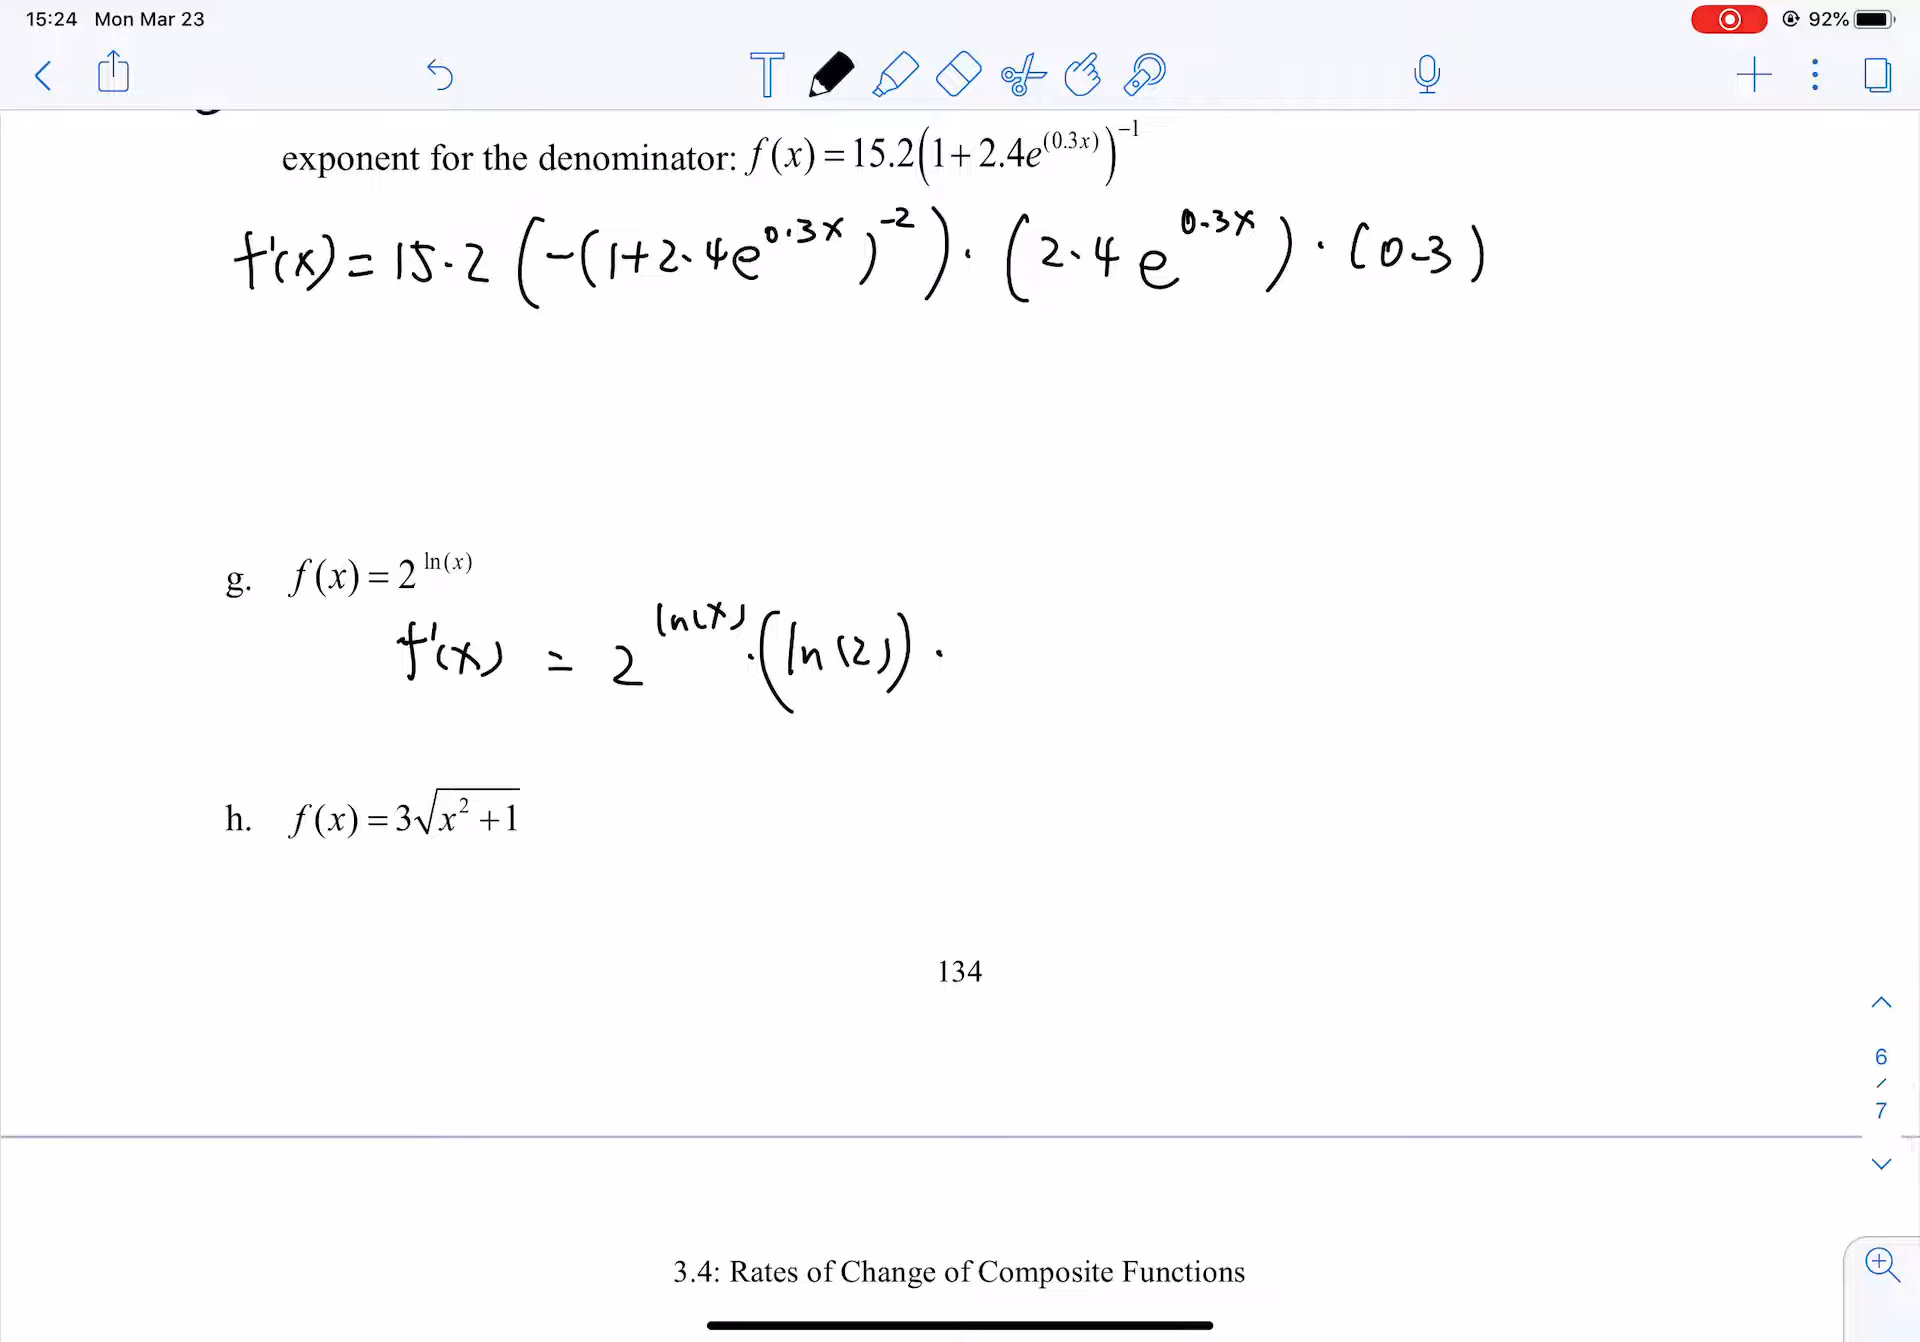 15:24 Mon Mar 23 92%
exponent for the denominator: f(x) = 15.2(1 + 2.4e^(0.3x))^−1
f'(x) = 15.2 (−(1+2.4e^0.3x)^−2) · (2.4e^0.3x) · (0.3)
g. f(x) = 2^ln(x)
f'(x) = 2^ln(x) · (ln(2)) ·
h. f(x) = 3√(x² + 1)
134
6
/
7
3.4: Rates of Change of Composite Functions